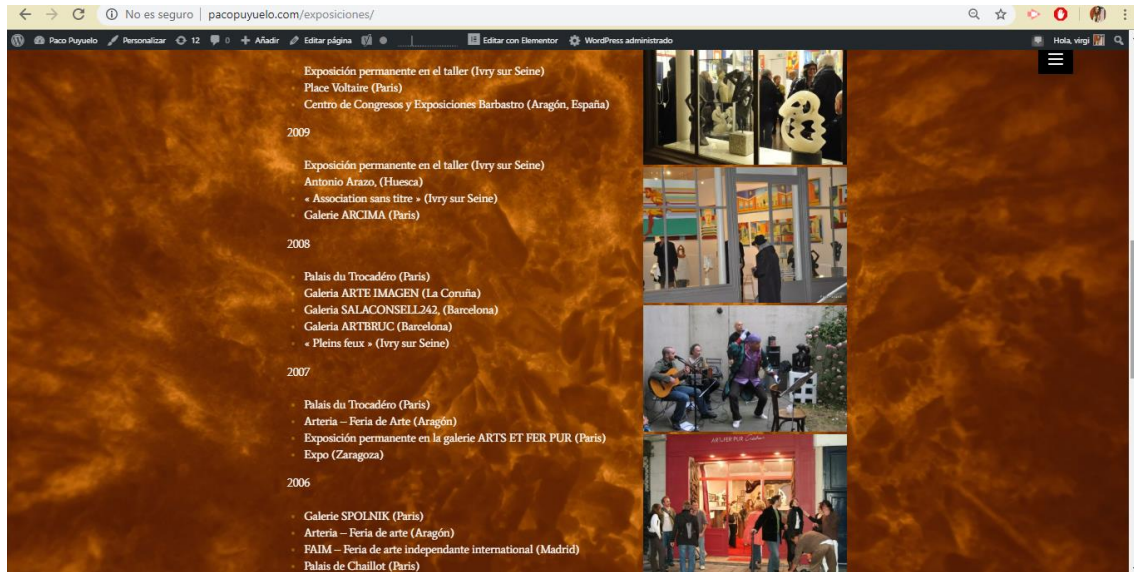 No es seguro | pacopuyuelo.com/exposiciones/
Paco Puyuelo Personalizar 12 0 Añadir Editar página Editar con Elementor WordPress administrado Hola, virgi
Exposición permanente en el taller (Ivry sur Seine)
Place Voltaire (Paris)
Centro de Congresos y Exposiciones Barbastro (Aragón, España)
2009
Exposición permanente en el taller (Ivry sur Seine)
Antonio Arazo, (Huesca)
« Association sans titre » (Ivry sur Seine)
Galerie ARCIMA (Paris)
2008
Palais du Trocadéro (Paris)
Galeria ARTE IMAGEN (La Coruña)
Galeria SALACONSELL242, (Barcelona)
Galeria ARTBRUC (Barcelona)
« Pleins feux » (Ivry sur Seine)
2007
Palais du Trocadéro (Paris)
Arteria – Feria de Arte (Aragón)
Exposición permanente en la galerie ARTS ET FER PUR (Paris)
Expo (Zaragoza)
2006
Galerie SPOLNIK (Paris)
Arteria – Feria de arte (Aragón)
FAIM – Feria de arte independante international (Madrid)
Palais de Chaillot (Paris)